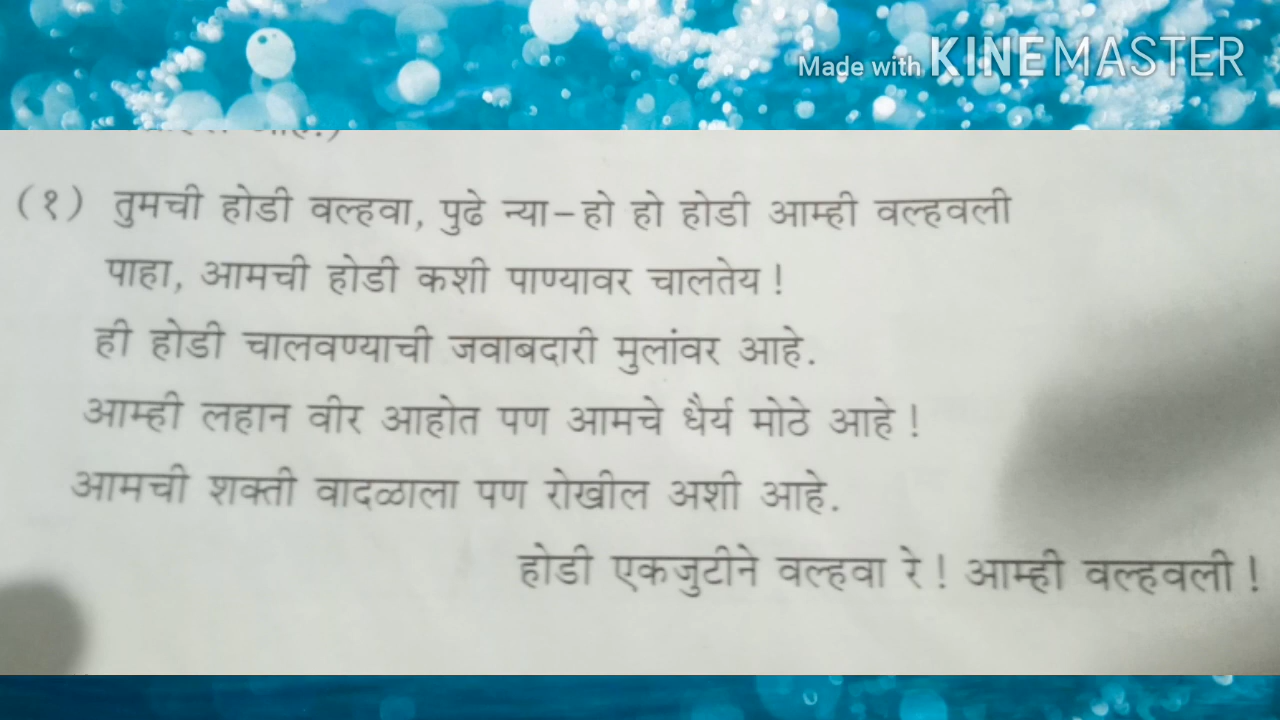 Made with KINEMASTER
(१) तुमची होडी वल्हवा, पुढे न्या-हो हो होडी आम्ही वल्हवली
पाहा, आमची होडी कशी पाण्यावर चालतेय!
ही होडी चालवण्याची जवाबदारी मुलांवर आहे.
आम्ही लहान वीर आहोत पण आमचे धैर्य मोठे आहे!
आमची शक्ती वादळाला पण रोखील अशी आहे.
होडी एकजुटीने वल्हवा रे! आम्ही वल्हवली!